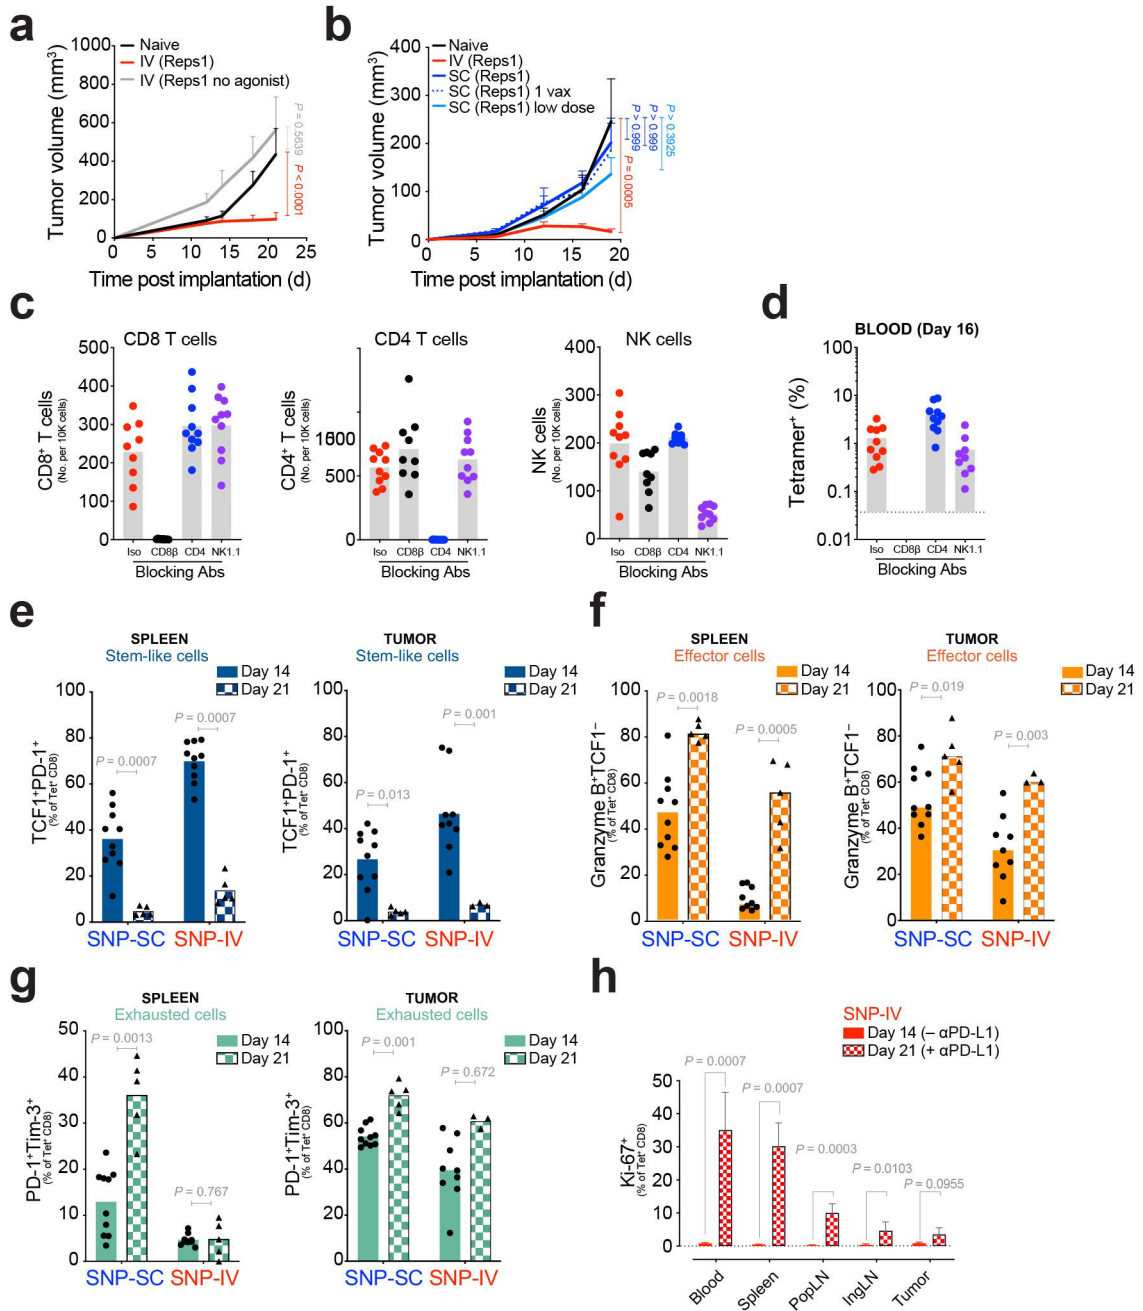 a
Tumor volume (mm³)
1000
800
600
400
200
0
0 5 10 15 20 25
Time post implantation (d)
Naive
IV (Reps1)
IV (Reps1 no agonist)
P = 0.5639
P < 0.0001
b
Tumor volume (mm³)
400
300
200
100
0
0 5 10 15 20
Time post implantation (d)
Naive
IV (Reps1)
SC (Reps1)
SC (Reps1) 1 vax
SC (Reps1) low dose
P = 0.0005
P > 0.999
P > 0.999
P > 0.3925
c
CD8 T cells
CD8⁺ T cells
(No. per 10K cells)
500
400
300
200
100
0
Iso CD8β CD4 NK1.1
Blocking Abs
CD4 T cells
CD4⁺ T cells
(No. per 10K cells)
500
0
Iso CD8β CD4 NK1.1
Blocking Abs
NK cells
NK cells
(No. per 10K cells)
400
300
200
100
0
Iso CD8β CD4 NK1.1
Blocking Abs
d
BLOOD (Day 16)
Tetramer⁺ (%)
100
10
1
0.1
0.01
Iso CD8β CD4 NK1.1
Blocking Abs
e
SPLEEN
Stem-like cells
Day 14
Day 21
TCF1⁺PD-1⁺
(% of Tet⁺ CD8)
100
80
60
40
20
0
P = 0.0007
P = 0.0007
SNP-SC SNP-IV
TUMOR
Stem-like cells
Day 14
Day 21
TCF1⁺PD-1⁺
(% of Tet⁺ CD8)
100
80
60
40
20
0
P = 0.013
P = 0.001
SNP-SC SNP-IV
f
SPLEEN
Effector cells
Day 14
Day 21
Granzyme B⁺TCF1⁻
(% of Tet⁺ CD8)
100
80
60
40
20
0
P = 0.0018
P = 0.0005
SNP-SC SNP-IV
TUMOR
Effector cells
Day 14
Day 21
Granzyme B⁺TCF1⁻
(% of Tet⁺ CD8)
100
80
60
40
20
0
P = 0.019
P = 0.003
SNP-SC SNP-IV
g
SPLEEN
Exhausted cells
Day 14
Day 21
PD-1⁺Tim-3⁺
(% of Tet⁺ CD8)
50
40
30
20
10
0
P = 0.0013
P = 0.767
SNP-SC SNP-IV
TUMOR
Exhausted cells
Day 14
Day 21
PD-1⁺Tim-3⁺
(% of Tet⁺ CD8)
100
80
60
40
20
0
P = 0.001
P = 0.672
SNP-SC SNP-IV
h
SNP-IV
Day 14 (– αPD-L1)
Day 21 (+ αPD-L1)
Ki-67⁺
(% of Tet⁺ CD8)
50
40
30
20
10
0
P = 0.0007
P = 0.0007
P = 0.0003
P = 0.0103
P = 0.0955
Blood Spleen PopLN IngLN Tumor